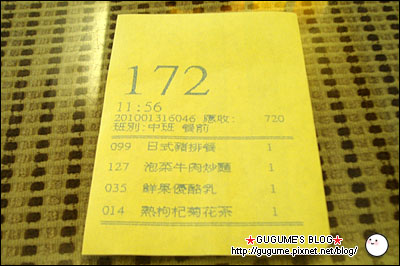 172
11:56
201001316046 應收: 720
班別:中班 餐前
099 日式豬排餐 1
127 泡菜牛肉炒麵 1
035 鮮果優酪乳 1
014 熱枸杞菊花茶 1
★GUGUME'S BLOG★
http://gugume.pixnet.net/blog/